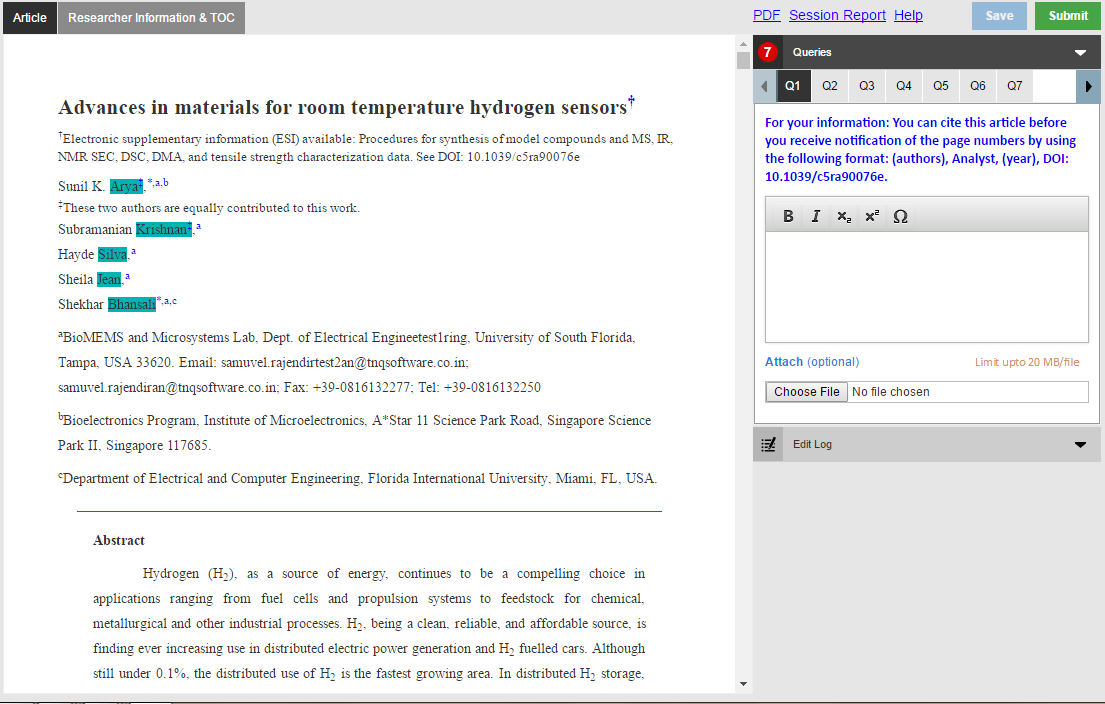 Article Researcher Information & TOC PDF Session Report Help Save Submit
Advances in materials for room temperature hydrogen sensors†
†Electronic supplementary information (ESI) available: Procedures for synthesis of model compounds and MS, IR,
NMR SEC, DSC, DMA, and tensile strength characterization data. See DOI: 10.1039/c5ra90076e
Sunil K. Arya‡,*,a,b
‡These two authors are equally contributed to this work.
Subramanian Krishnan‡,a
Hayde Silva,a
Sheila Jean,a
Shekhar Bhansali*,a,c
aBioMEMS and Microsystems Lab, Dept. of Electrical Engineetest1ring, University of South Florida,
Tampa, USA 33620. Email: samuvel.rajendirtest2an@tnqsoftware.co.in;
samuvel.rajendiran@tnqsoftware.co.in; Fax: +39-0816132277; Tel: +39-0816132250
bBioelectronics Program, Institute of Microelectronics, A*Star 11 Science Park Road, Singapore Science
Park II, Singapore 117685.
cDepartment of Electrical and Computer Engineering, Florida International University, Miami, FL, USA.
Abstract
Hydrogen (H2), as a source of energy, continues to be a compelling choice in
applications ranging from fuel cells and propulsion systems to feedstock for chemical,
metallurgical and other industrial processes. H2, being a clean, reliable, and affordable source, is
finding ever increasing use in distributed electric power generation and H2 fuelled cars. Although
still under 0.1%, the distributed use of H2 is the fastest growing area. In distributed H2 storage,
7 Queries
Q1 Q2 Q3 Q4 Q5 Q6 Q7
For your information: You can cite this article before
you receive notification of the page numbers by using
the following format: (authors), Analyst, (year), DOI:
10.1039/c5ra90076e.
B I x2 x2 Ω
Attach (optional) Limit upto 20 MB/file
Choose File No file chosen
Edit Log